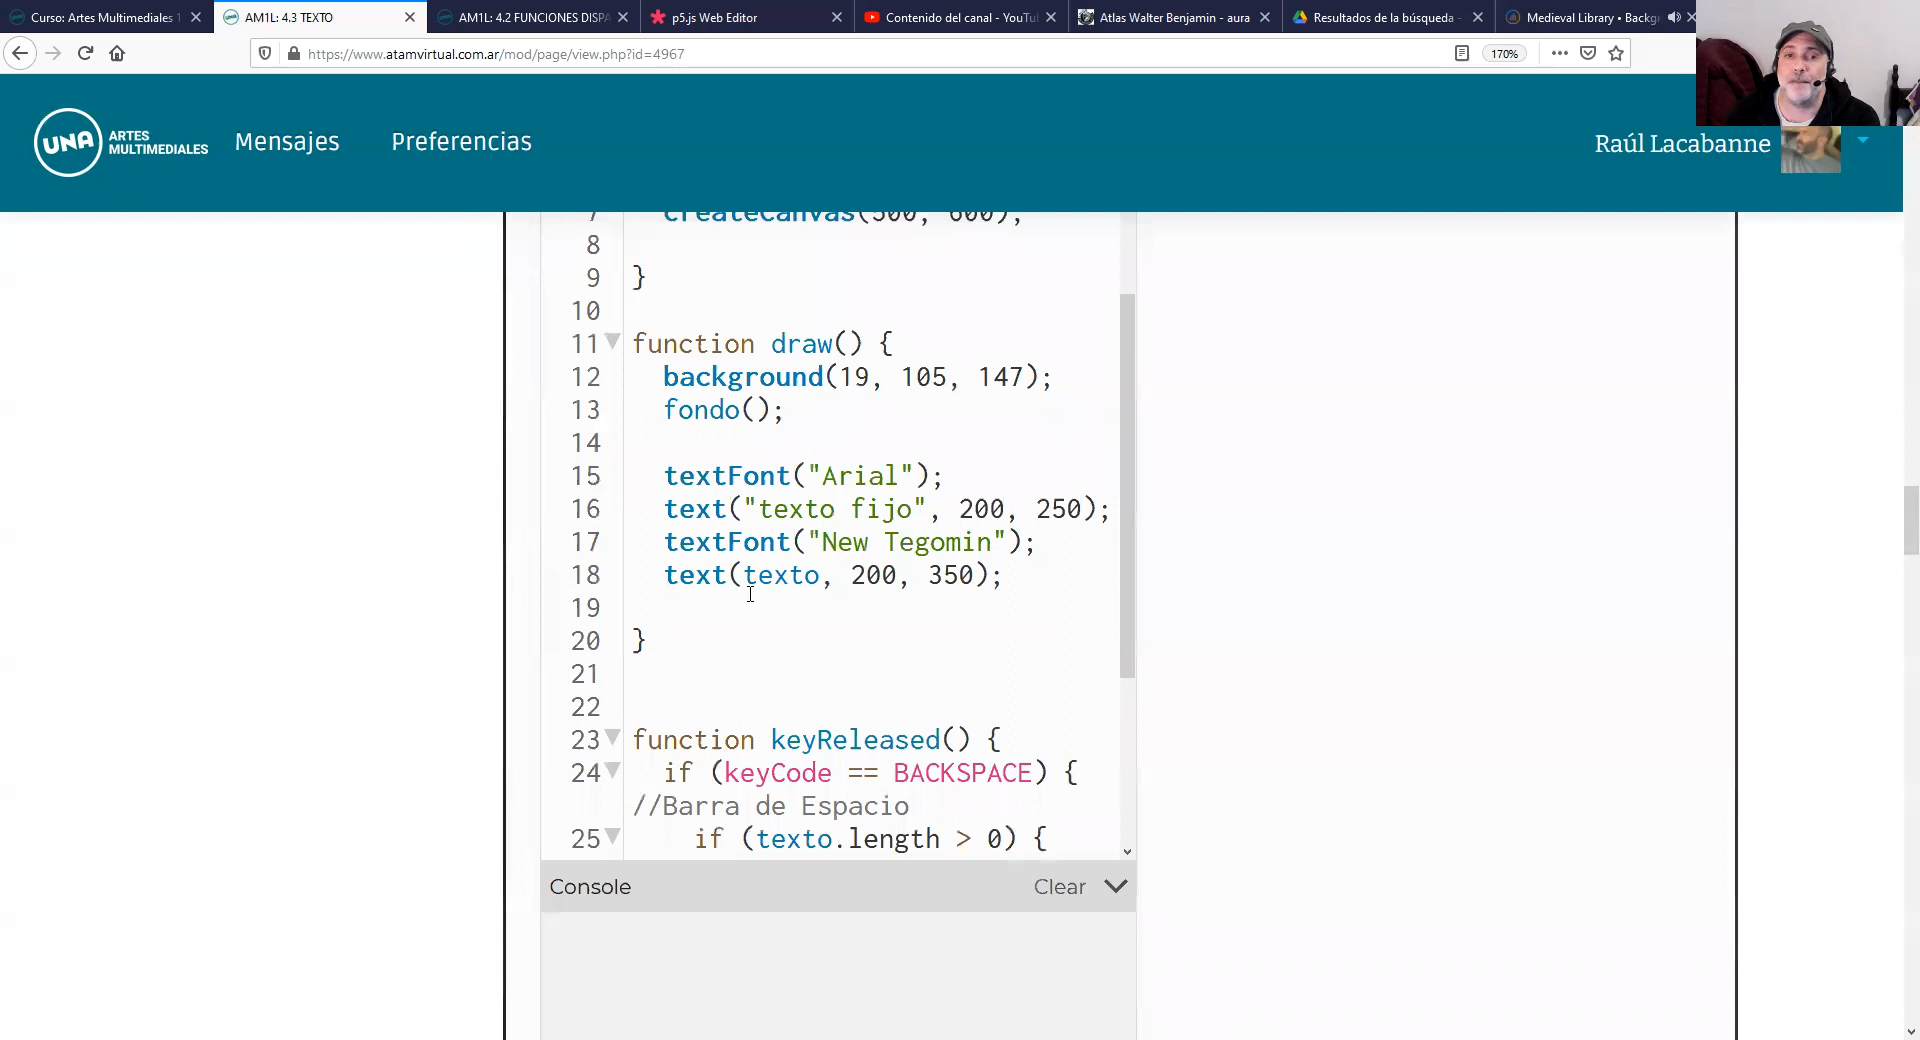 Curso: Artes Multimediales 1
AM1L: 4.3 TEXTO
AM1L: 4.2 FUNCIONES DISPA
p5.js Web Editor
Contenido del canal - YouTu
Atlas Walter Benjamin - aura
Resultados de la búsqueda -
Medieval Library • Backg
https://www.atamvirtual.com.ar/mod/page/view.php?id=4967
170%
UNA
ARTES
MULTIMEDIALES
Mensajes
Preferencias
Raúl Lacabanne
7 createCanvas(500, 600);
8
9 }
10
11 function draw() {
12 background(19, 105, 147);
13 fondo();
14
15 textFont("Arial");
16 text("texto fijo", 200, 250);
17 textFont("New Tegomin");
18 text(texto, 200, 350);
19
20 }
21
22
23 function keyReleased() {
24 if (keyCode == BACKSPACE) {
//Barra de Espacio
25 if (texto.length > 0) {
Console
Clear